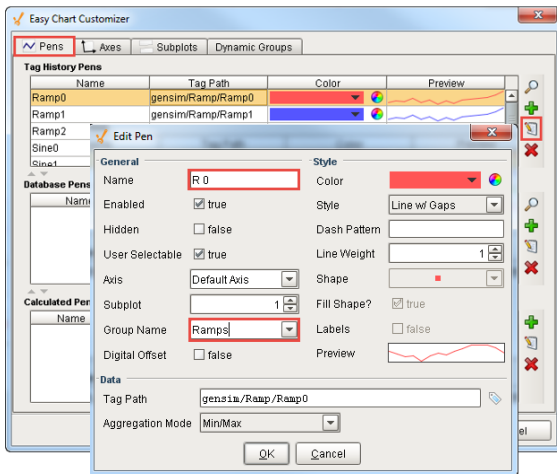 Easy Chart Customizer
Pens Axes Subplots Dynamic Groups
Tag History Pens
Name Tag Path Color Preview
Ramp0 gensim/Ramp/Ramp0
Ramp1 gensim/Ramp/Ramp1
Ramp2
Sine0
Sine1
Database Pens
Name
Calculated Pen
Name
Edit Pen
General
Name R 0
Enabled true
Hidden false
User Selectable true
Axis Default Axis
Subplot 1
Group Name Ramps
Digital Offset false
Style
Color
Style Line w/ Gaps
Dash Pattern
Line Weight 1
Shape
Fill Shape? true
Labels false
Preview
Data
Tag Path gensim/Ramp/Ramp0
Aggregation Mode Min/Max
OK Cancel
el